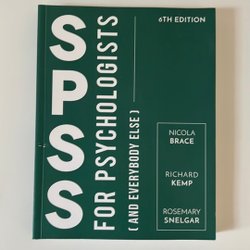 6TH EDITION
SPSS
FOR PSYCHOLOGISTS
(AND EVERYBODY ELSE)
NICOLA
BRACE
RICHARD
KEMP
ROSEMARY
SNELGAR